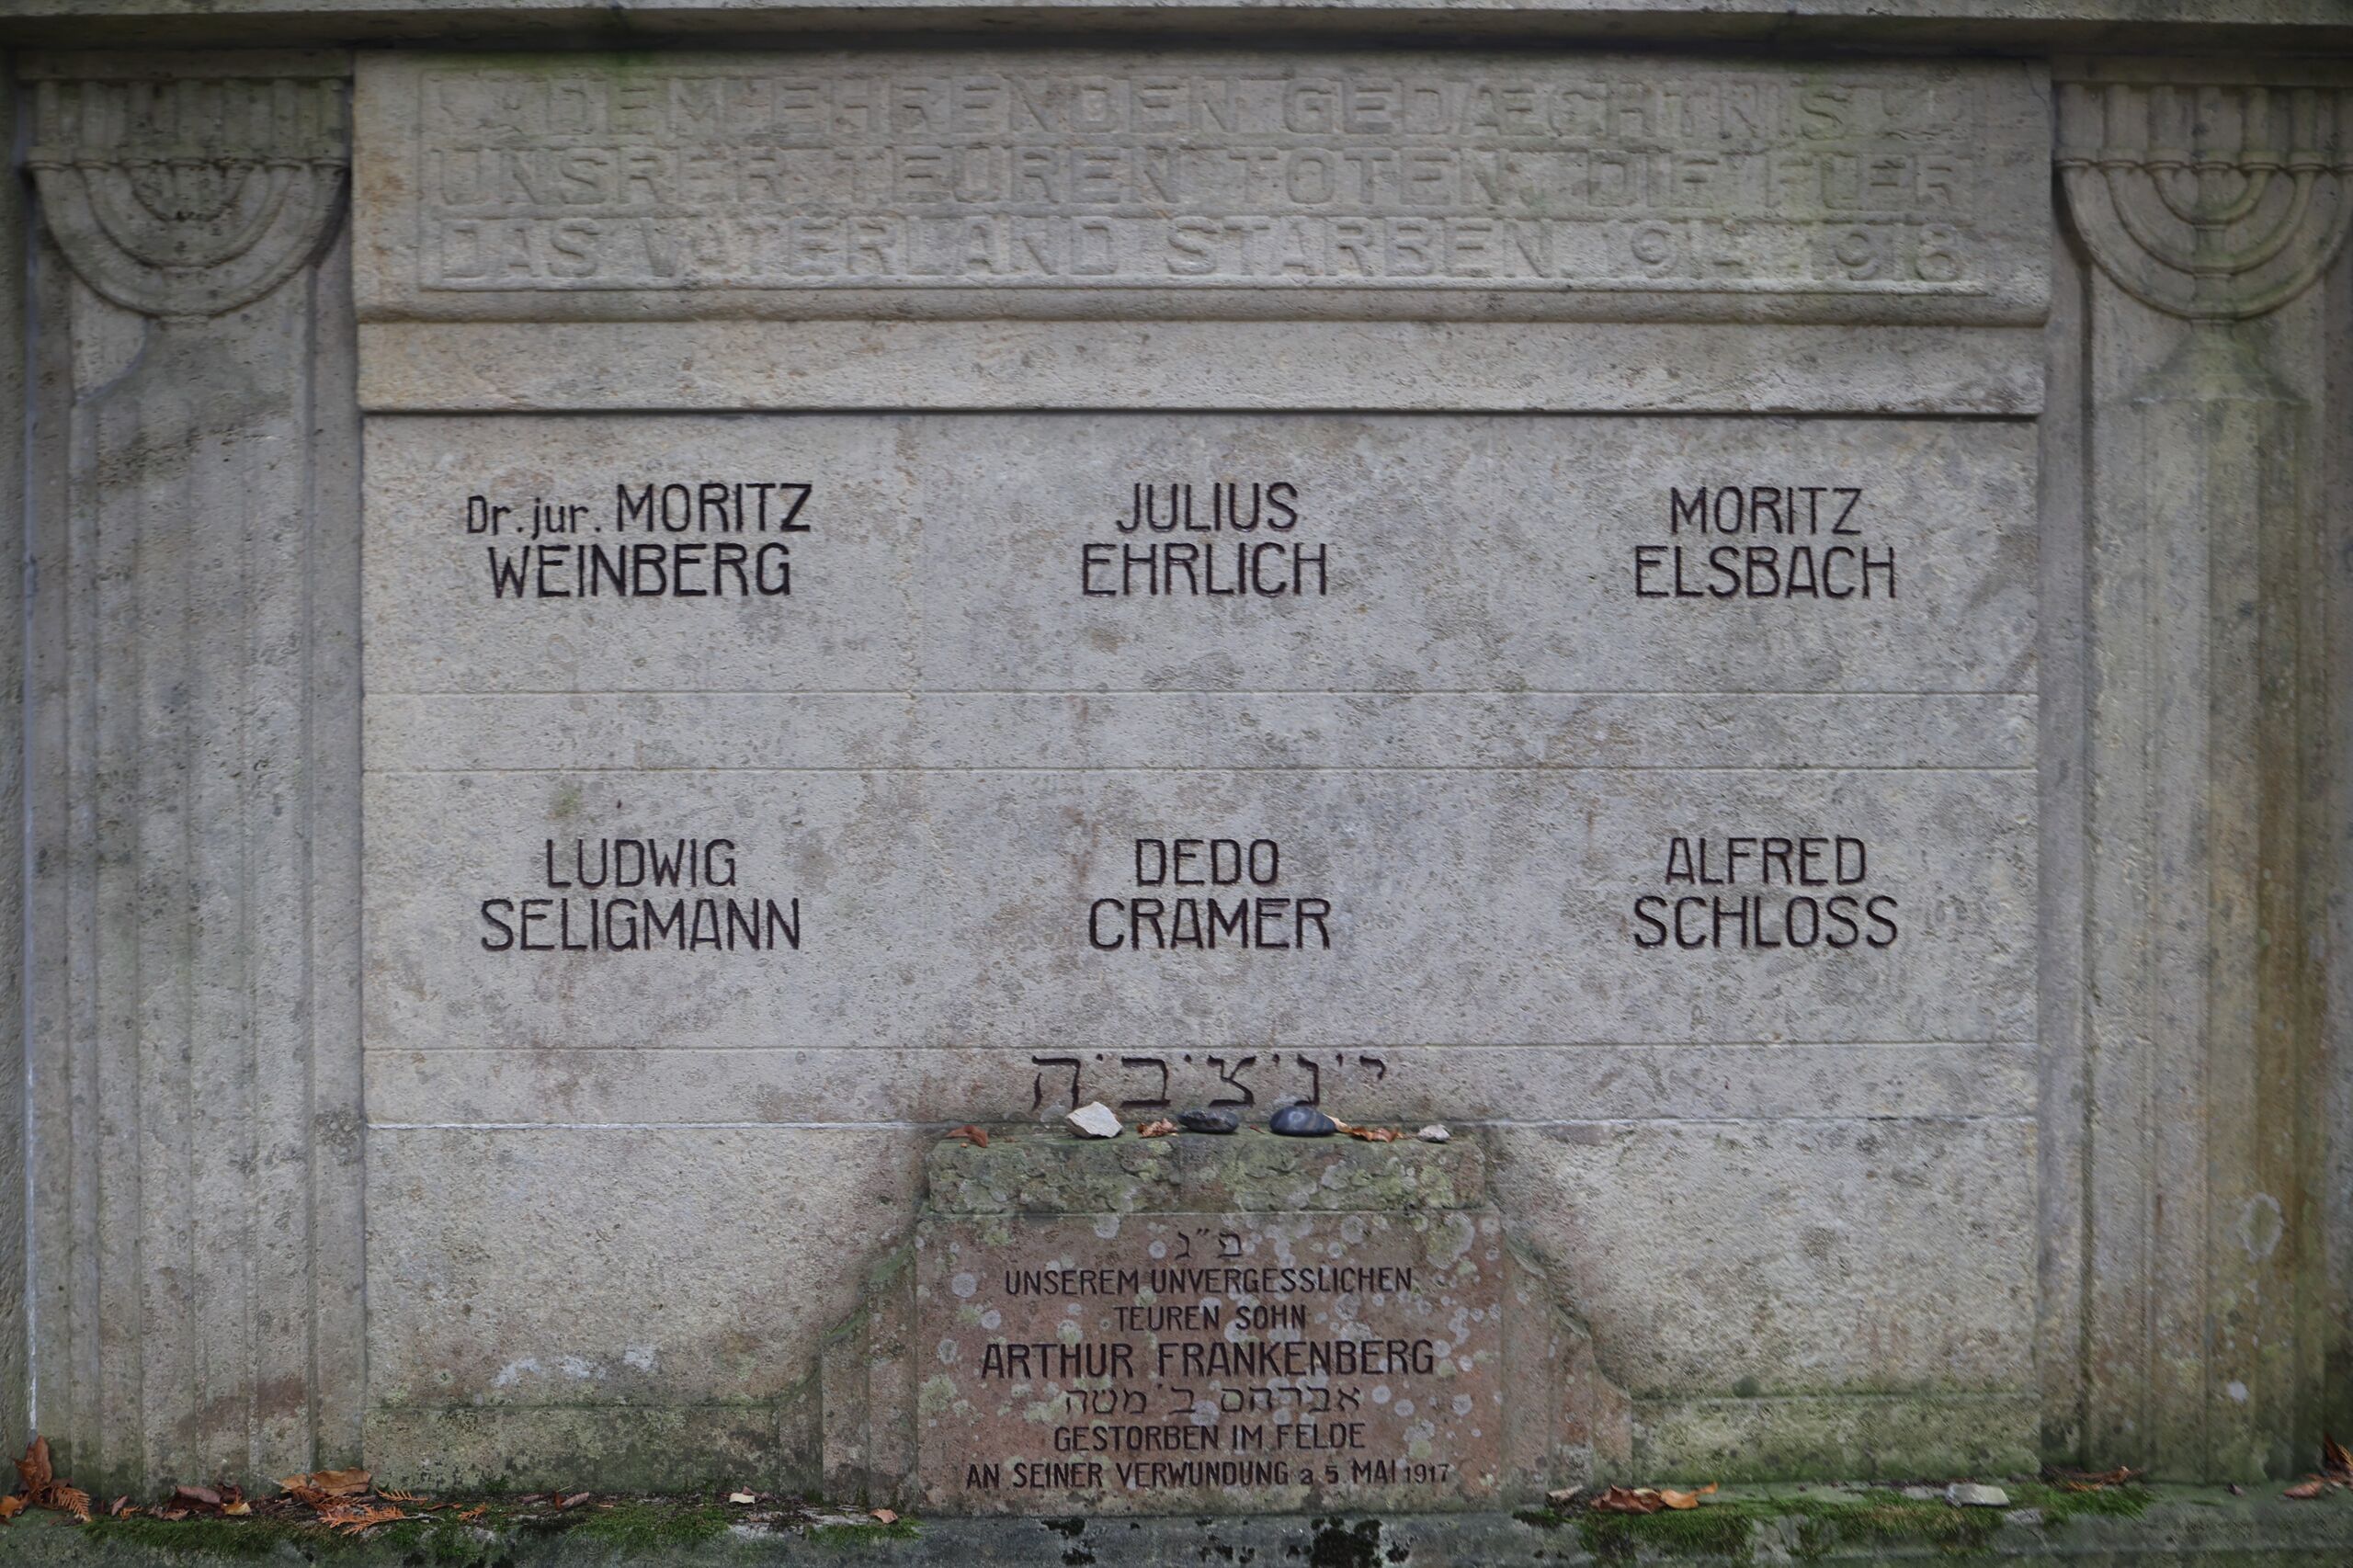 DEM EHRENDEN GEDÆCHTNIS
UNSRER TEUREN TOTEN DIE FUER
DAS VATERLAND STARBEN 1914 1918
Dr. jur. MORITZ
WEINBERG
JULIUS
EHRLICH
MORITZ
ELSBACH
LUDWIG
SELIGMANN
DEDO
CRAMER
ALFRED
SCHLOSS
ת'נ'צ'ב'ה
פ״נ
UNSEREM UNVERGESSLICHEN
TEUREN SOHN
ARTHUR FRANKENBERG
אברהם ב' מטה
GESTORBEN IM FELDE
AN SEINER VERWUNDUNG a 5 MAI 1917